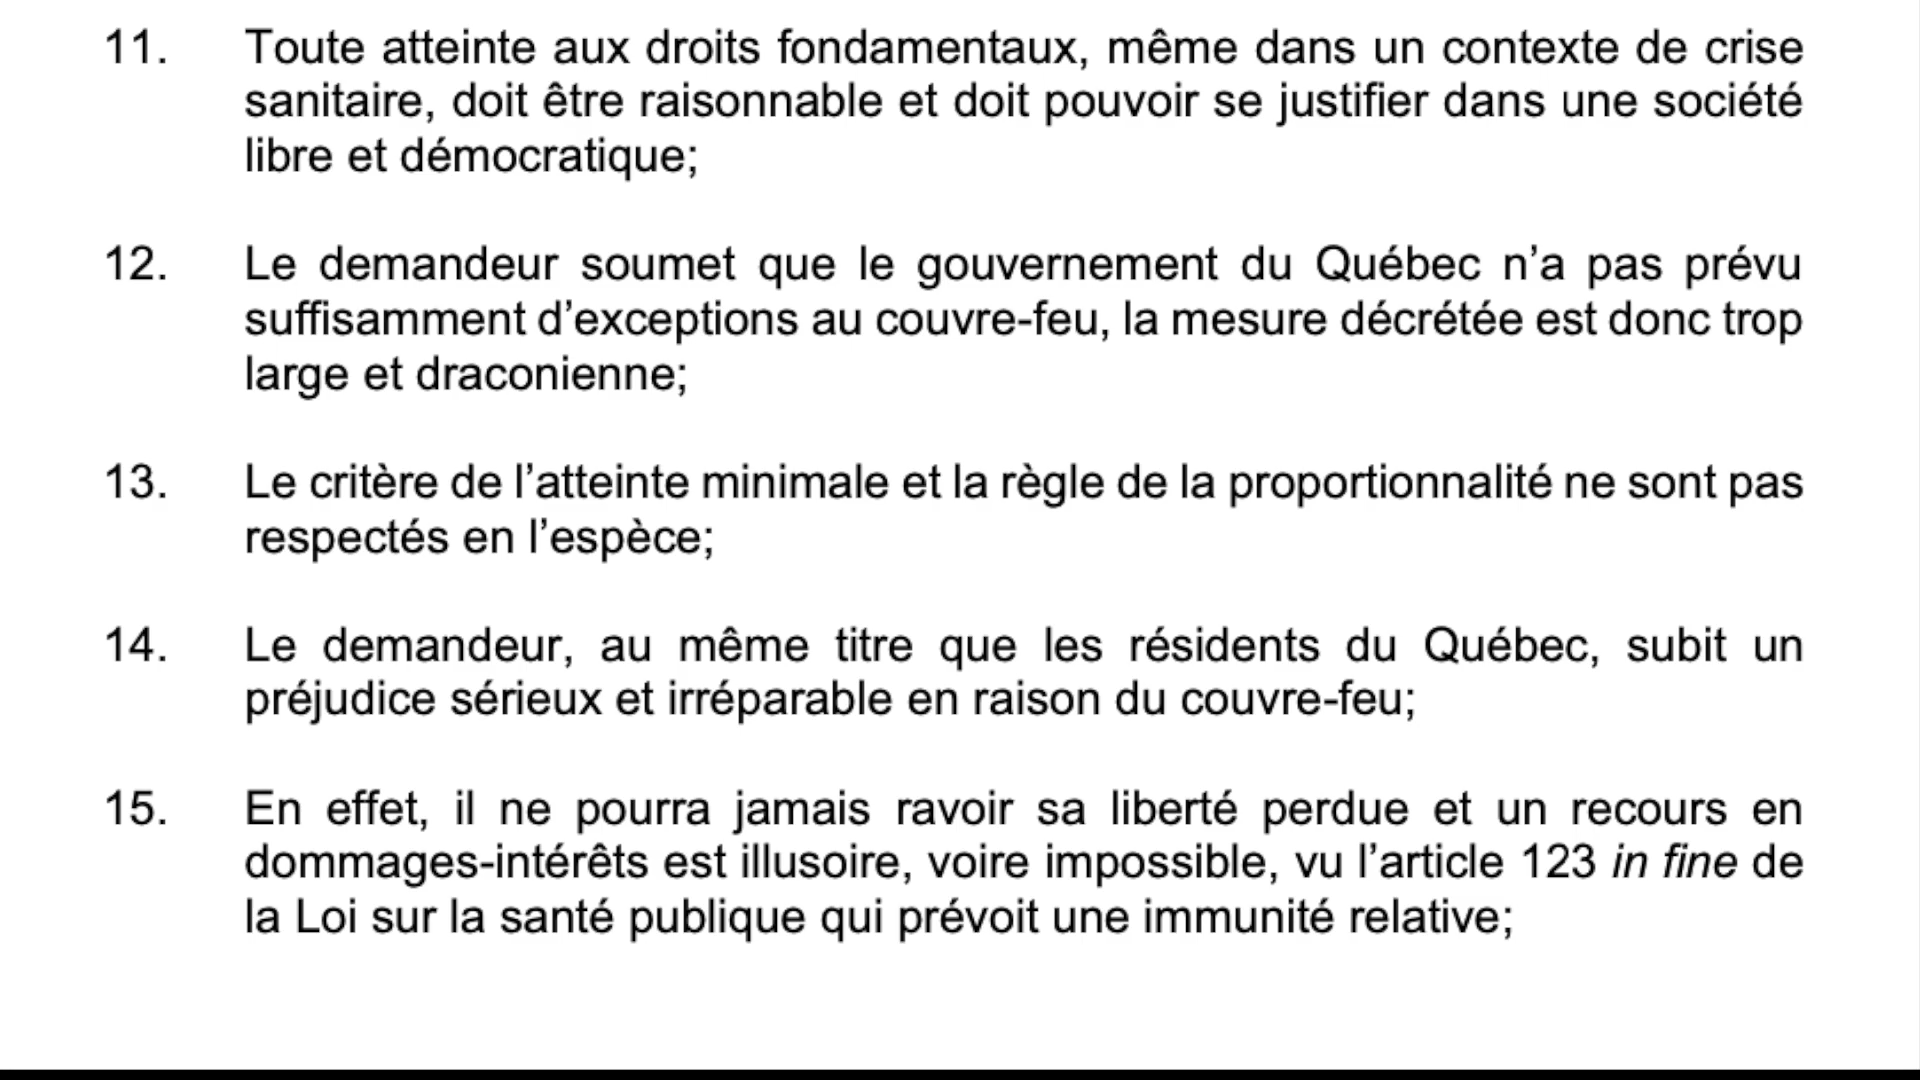 11. Toute atteinte aux droits fondamentaux, même dans un contexte de crise
sanitaire, doit être raisonnable et doit pouvoir se justifier dans une société
libre et démocratique;
12. Le demandeur soumet que le gouvernement du Québec n’a pas prévu
suffisamment d’exceptions au couvre-feu, la mesure décrétée est donc trop
large et draconienne;
13. Le critère de l’atteinte minimale et la règle de la proportionnalité ne sont pas
respectés en l’espèce;
14. Le demandeur, au même titre que les résidents du Québec, subit un
préjudice sérieux et irréparable en raison du couvre-feu;
15. En effet, il ne pourra jamais ravoir sa liberté perdue et un recours en
dommages-intérêts est illusoire, voire impossible, vu l’article 123 in fine de
la Loi sur la santé publique qui prévoit une immunité relative;